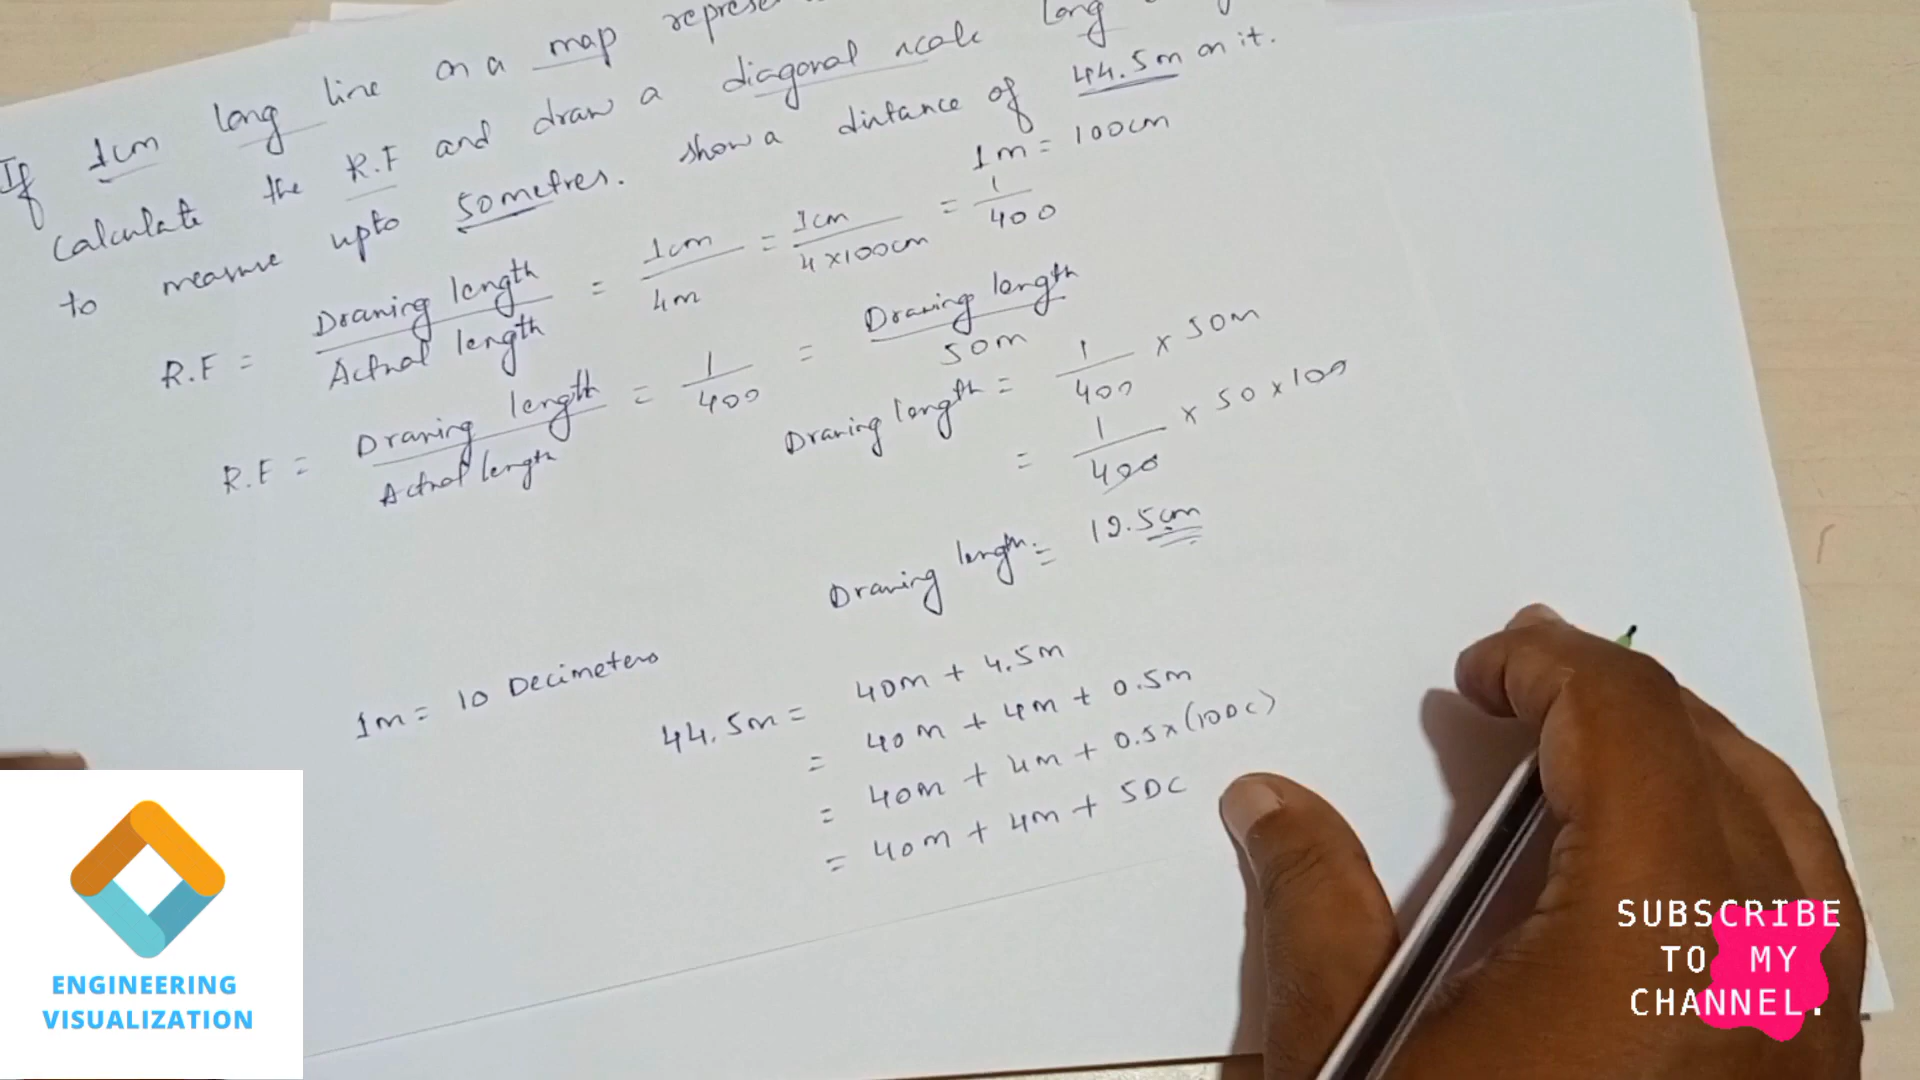 If 1cm long line on a map represe
calculate the R.F and draw a diagonal scale long
to measure upto 50metres. show a distance of 44.5m on it.
1m = 100cm
R.F = Drawing length / Actual length = 1cm / 4m = 1cm / 4×100cm = 1 / 400
R.F = Drawing length / Actual length = 1 / 400 = Drawing length / 50m
Drawing length = 1 / 400 × 50m
= 1 / 400 × 50×100
Drawing length = 12.5cm
1m = 10 Decimeters
44.5m = 40m + 4.5m
= 40m + 4m + 0.5m
= 40m + 4m + 0.5×(10DC)
= 40m + 4m + 5DC
ENGINEERING
VISUALIZATION
SUBSCRIBE
TO MY
CHANNEL.